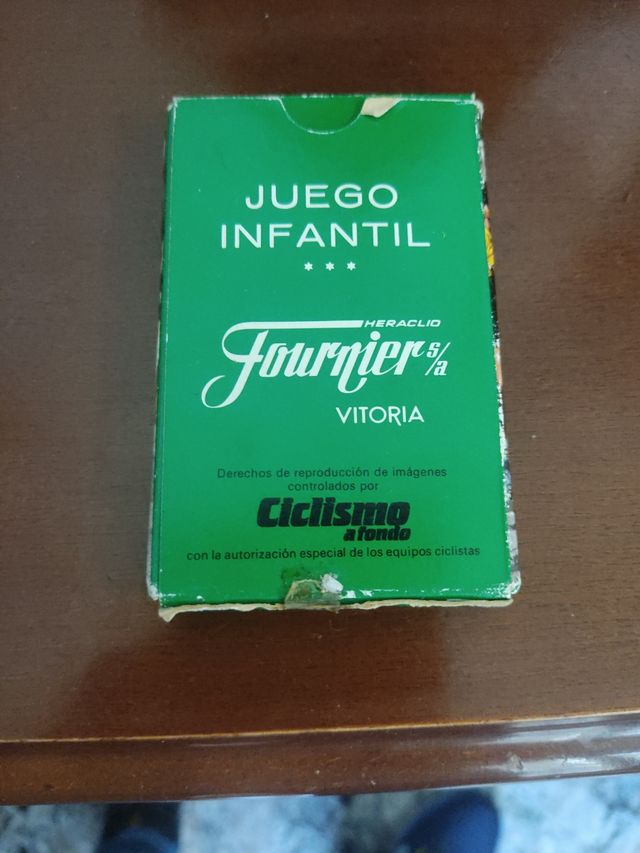 JUEGO
INFANTIL
HERACLIO
Fournier s/a
VITORIA
Derechos de reproducción de imágenes
controlados por
Ciclismo
a fondo
con la autorización especial de los equipos ciclistas